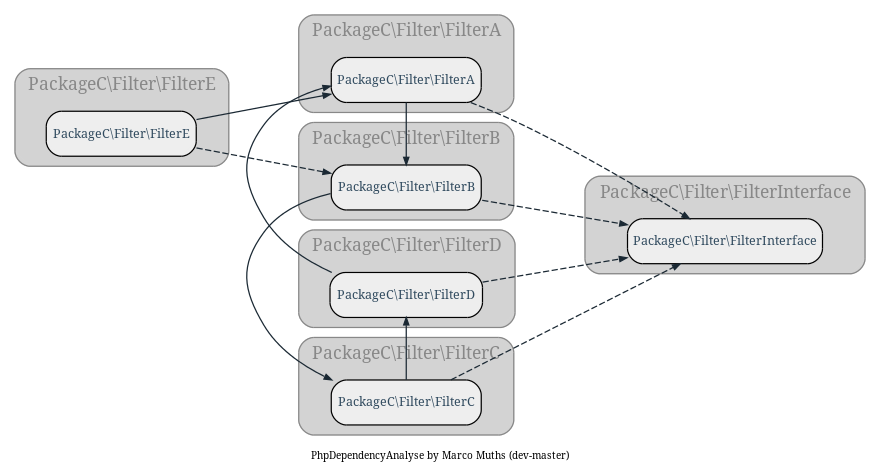 PackageC\Filter\FilterA
PackageC\Filter\FilterA
PackageC\Filter\FilterE
PackageC\Filter\FilterE
PackageC\Filter\FilterB
PackageC\Filter\FilterB
PackageC\Filter\FilterInterface
PackageC\Filter\FilterInterface
PackageC\Filter\FilterD
PackageC\Filter\FilterD
PackageC\Filter\FilterC
PackageC\Filter\FilterC
PhpDependencyAnalyse by Marco Muths (dev-master)